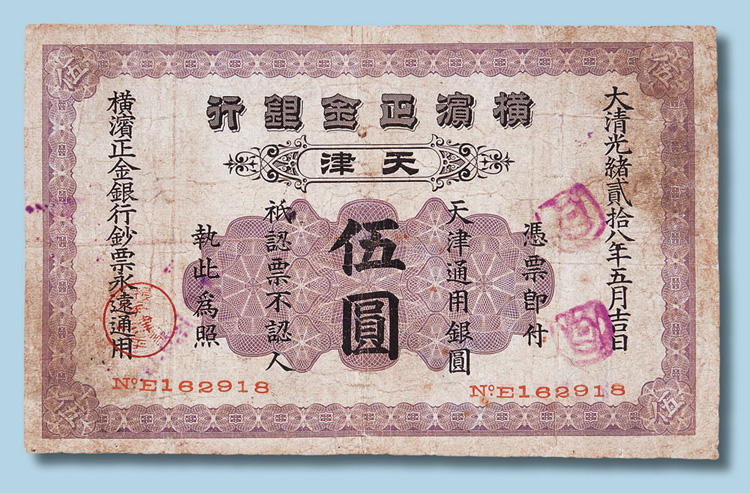 橫濱正金銀行
天津
大清光緒貳拾八年五月吉日
憑票即付
天津通用銀圓
伍圓
祇認票不認人
執此爲照
橫濱正金銀行鈔票永遠通用
NoE162918
NoE162918
伍
伍
伍
伍